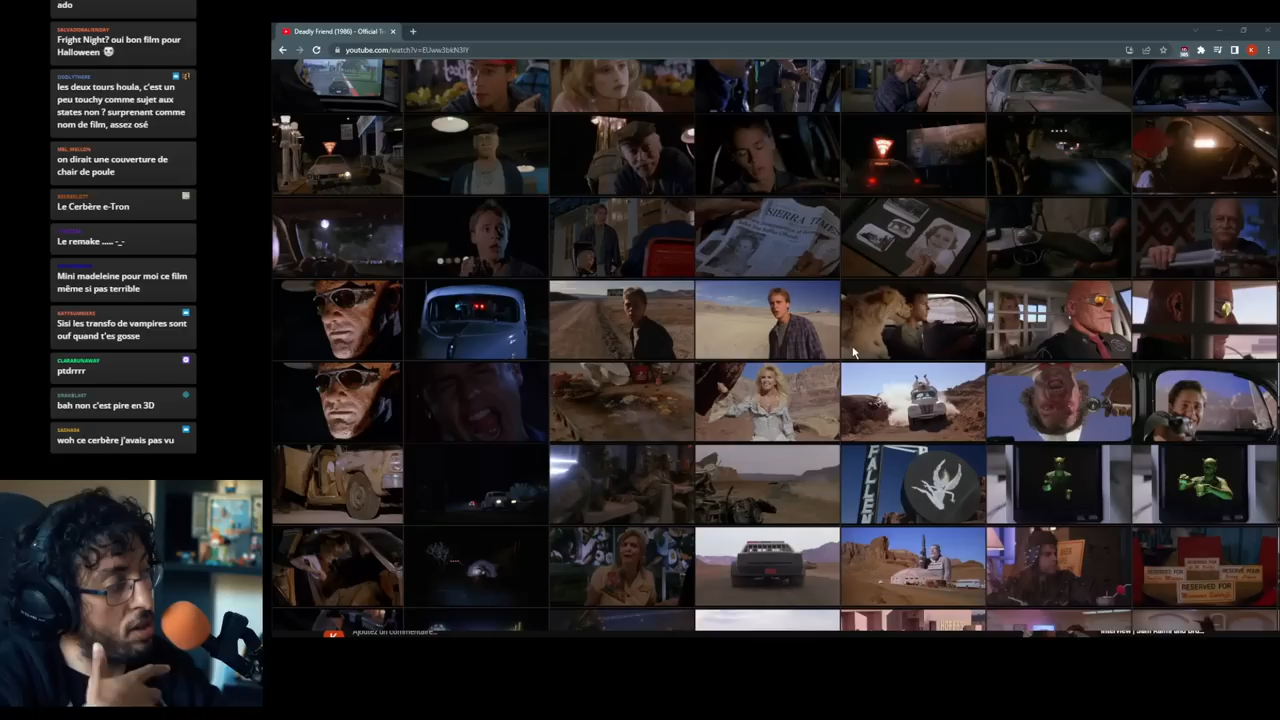 ado
SALVADORALIENDAY
Fright Night? oui bon film pour
Halloween
les deux tours houla, c'est un
peu touchy comme sujet aux
states non ? surprenant comme
nom de film, assez osé
MEL_WELLEN
on dirait une couverture de
chair de poule
Le Cerbère e-Tron
Le remake ..... -_-
Mini madeleine pour moi ce film
même si pas terrible
Sisi les transfo de vampires sont
ouf quand t'es gosse
CLARABUNAWAY
ptdrrrr
bah non c'est pire en 3D
SASHA94
woh ce cerbère j'avais pas vu
Deadly Friend (1986) - Official Tr
youtube.com/watch?v=EUww3bkN3lY
SIERRA TIMES
FALLEN
RESERVED FOR
Ajoutez un commentaire...